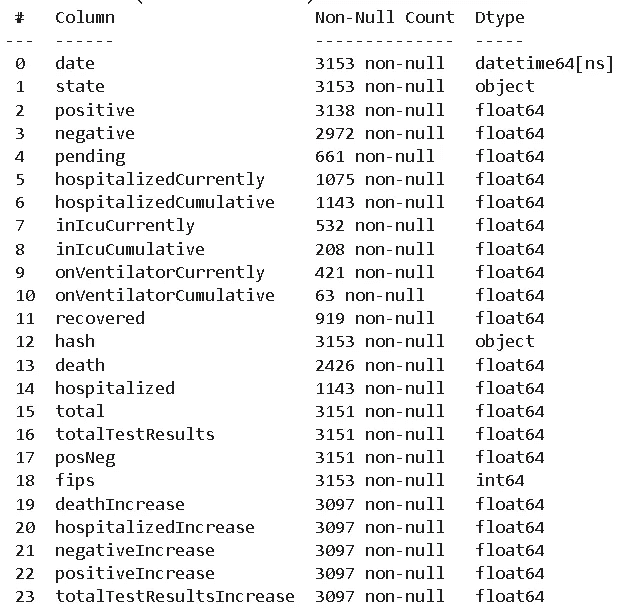 #   Column                    Non-Null Count  Dtype
---  ------                    --------------  -----
0   date                      3153 non-null   datetime64[ns]
1   state                     3153 non-null   object
2   positive                  3138 non-null   float64
3   negative                  2972 non-null   float64
4   pending                   661 non-null    float64
5   hospitalizedCurrently     1075 non-null   float64
6   hospitalizedCumulative    1143 non-null   float64
7   inIcuCurrently            532 non-null    float64
8   inIcuCumulative           208 non-null    float64
9   onVentilatorCurrently     421 non-null    float64
10  onVentilatorCumulative    63 non-null     float64
11  recovered                 919 non-null    float64
12  hash                      3153 non-null   object
13  death                     2426 non-null   float64
14  hospitalized              1143 non-null   float64
15  total                     3151 non-null   float64
16  totalTestResults          3151 non-null   float64
17  posNeg                    3151 non-null   float64
18  fips                      3153 non-null   int64
19  deathIncrease             3097 non-null   float64
20  hospitalizedIncrease      3097 non-null   float64
21  negativeIncrease          3097 non-null   float64
22  positiveIncrease          3097 non-null   float64
23  totalTestResultsIncrease  3097 non-null   float64